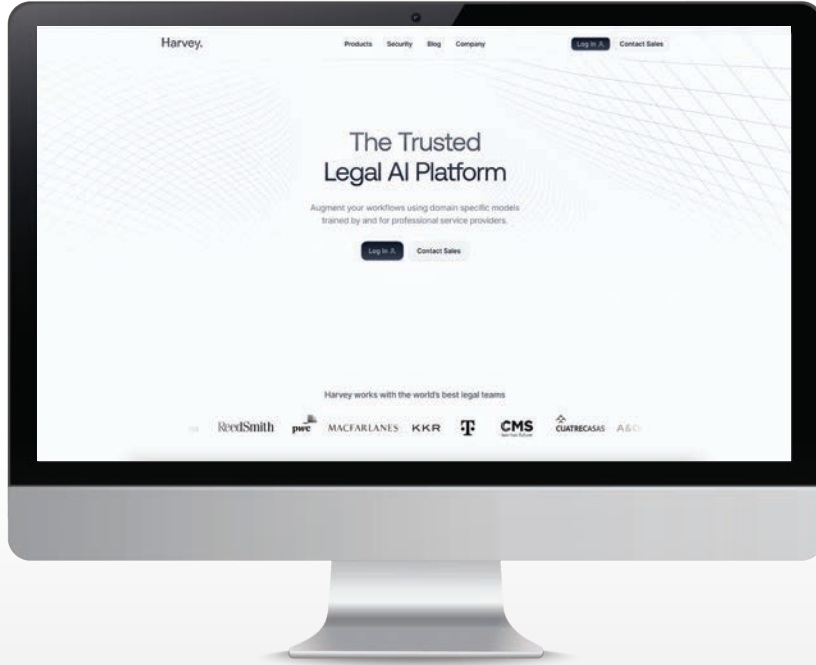 Harvey.
Products Security Blog Company
Log In
Contact Sales
The Trusted
Legal AI Platform
Augment your workflows using domain specific models
trained by and for professional service providers.
Log In Contact Sales
Harvey works with the world's best legal teams
ReedSmith pwc MACFARLANES KKR T CMS CUATRECASAS A&O